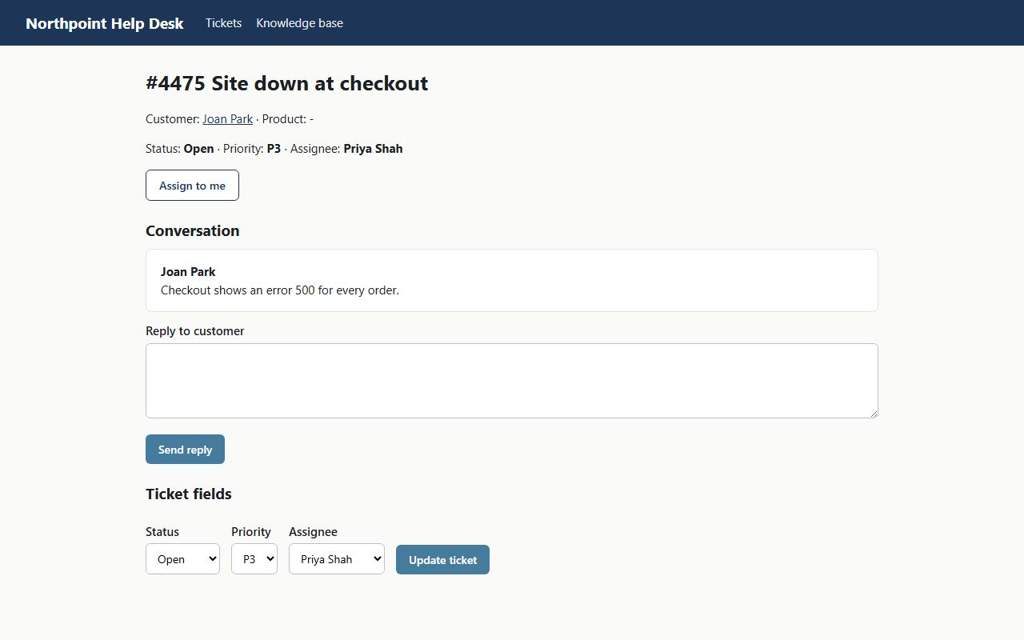 Northpoint Help Desk Tickets Knowledge base
#4475 Site down at checkout
Customer: Joan Park · Product: -
Status: Open · Priority: P3 · Assignee: Priya Shah
Assign to me
Conversation
Joan Park
Checkout shows an error 500 for every order.
Reply to customer
Send reply
Ticket fields
Status Priority Assignee
Open P3 Priya Shah Update ticket